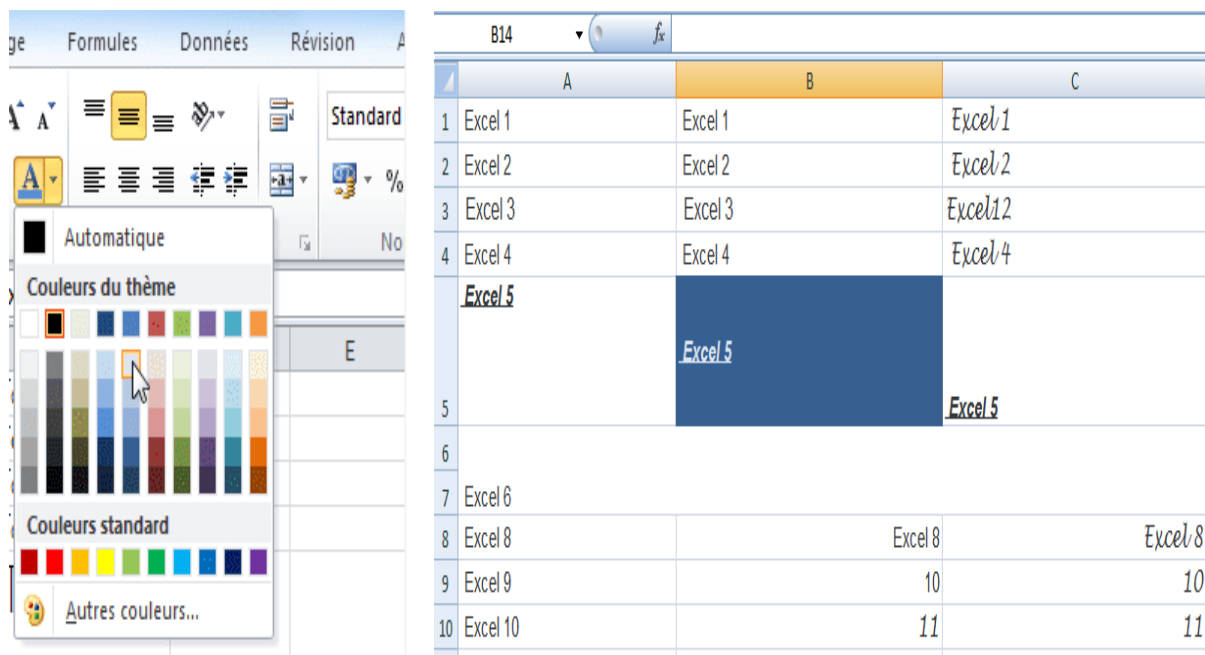 ge Formules Données Révision A
A A Standard
A a %
Automatique No
Couleurs du thème
E
Couleurs standard
Autres couleurs...
B14 fx
A B C
1 Excel 1 Excel 1 Excel 1
2 Excel 2 Excel 2 Excel 2
3 Excel 3 Excel 3 Excel12
4 Excel 4 Excel 4 Excel 4
Excel 5
Excel 5
5 Excel 5
6
7 Excel 6
8 Excel 8 Excel 8 Excel 8
9 Excel 9 10 10
10 Excel 10 11 11